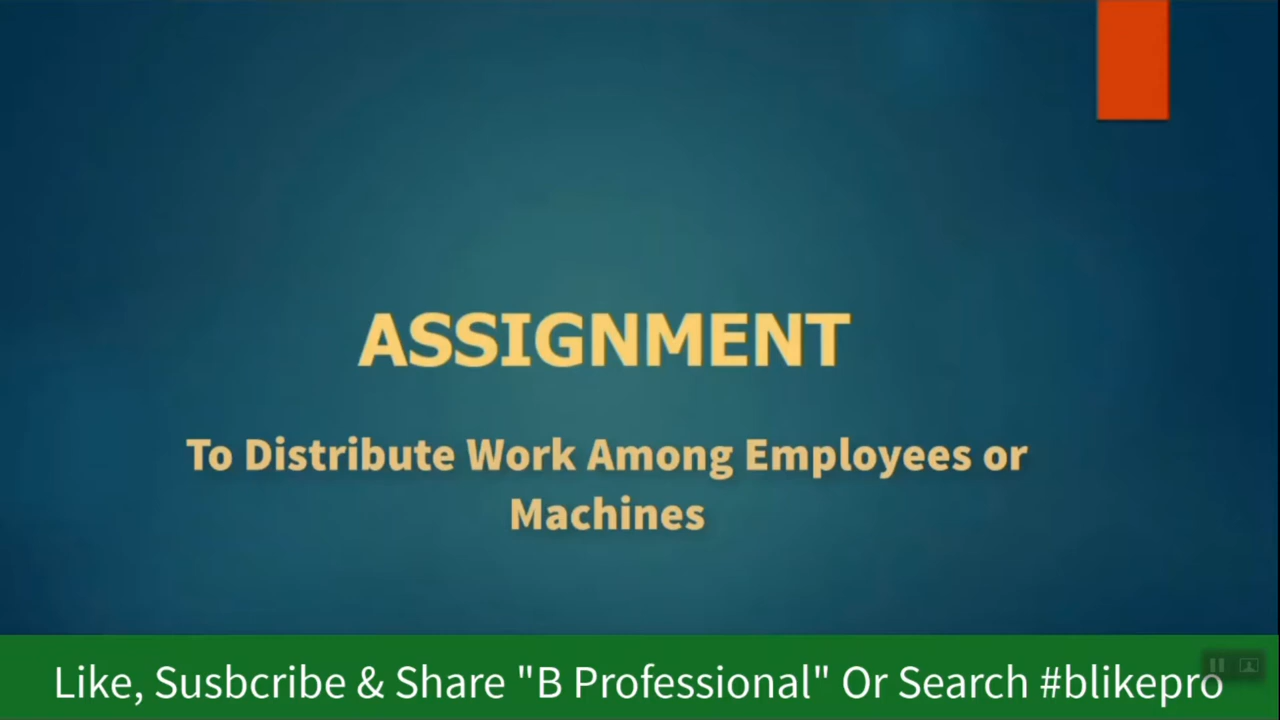 ASSIGNMENT
To Distribute Work Among Employees or
Machines
Like, Susbcribe & Share "B Professional" Or Search #blikepro